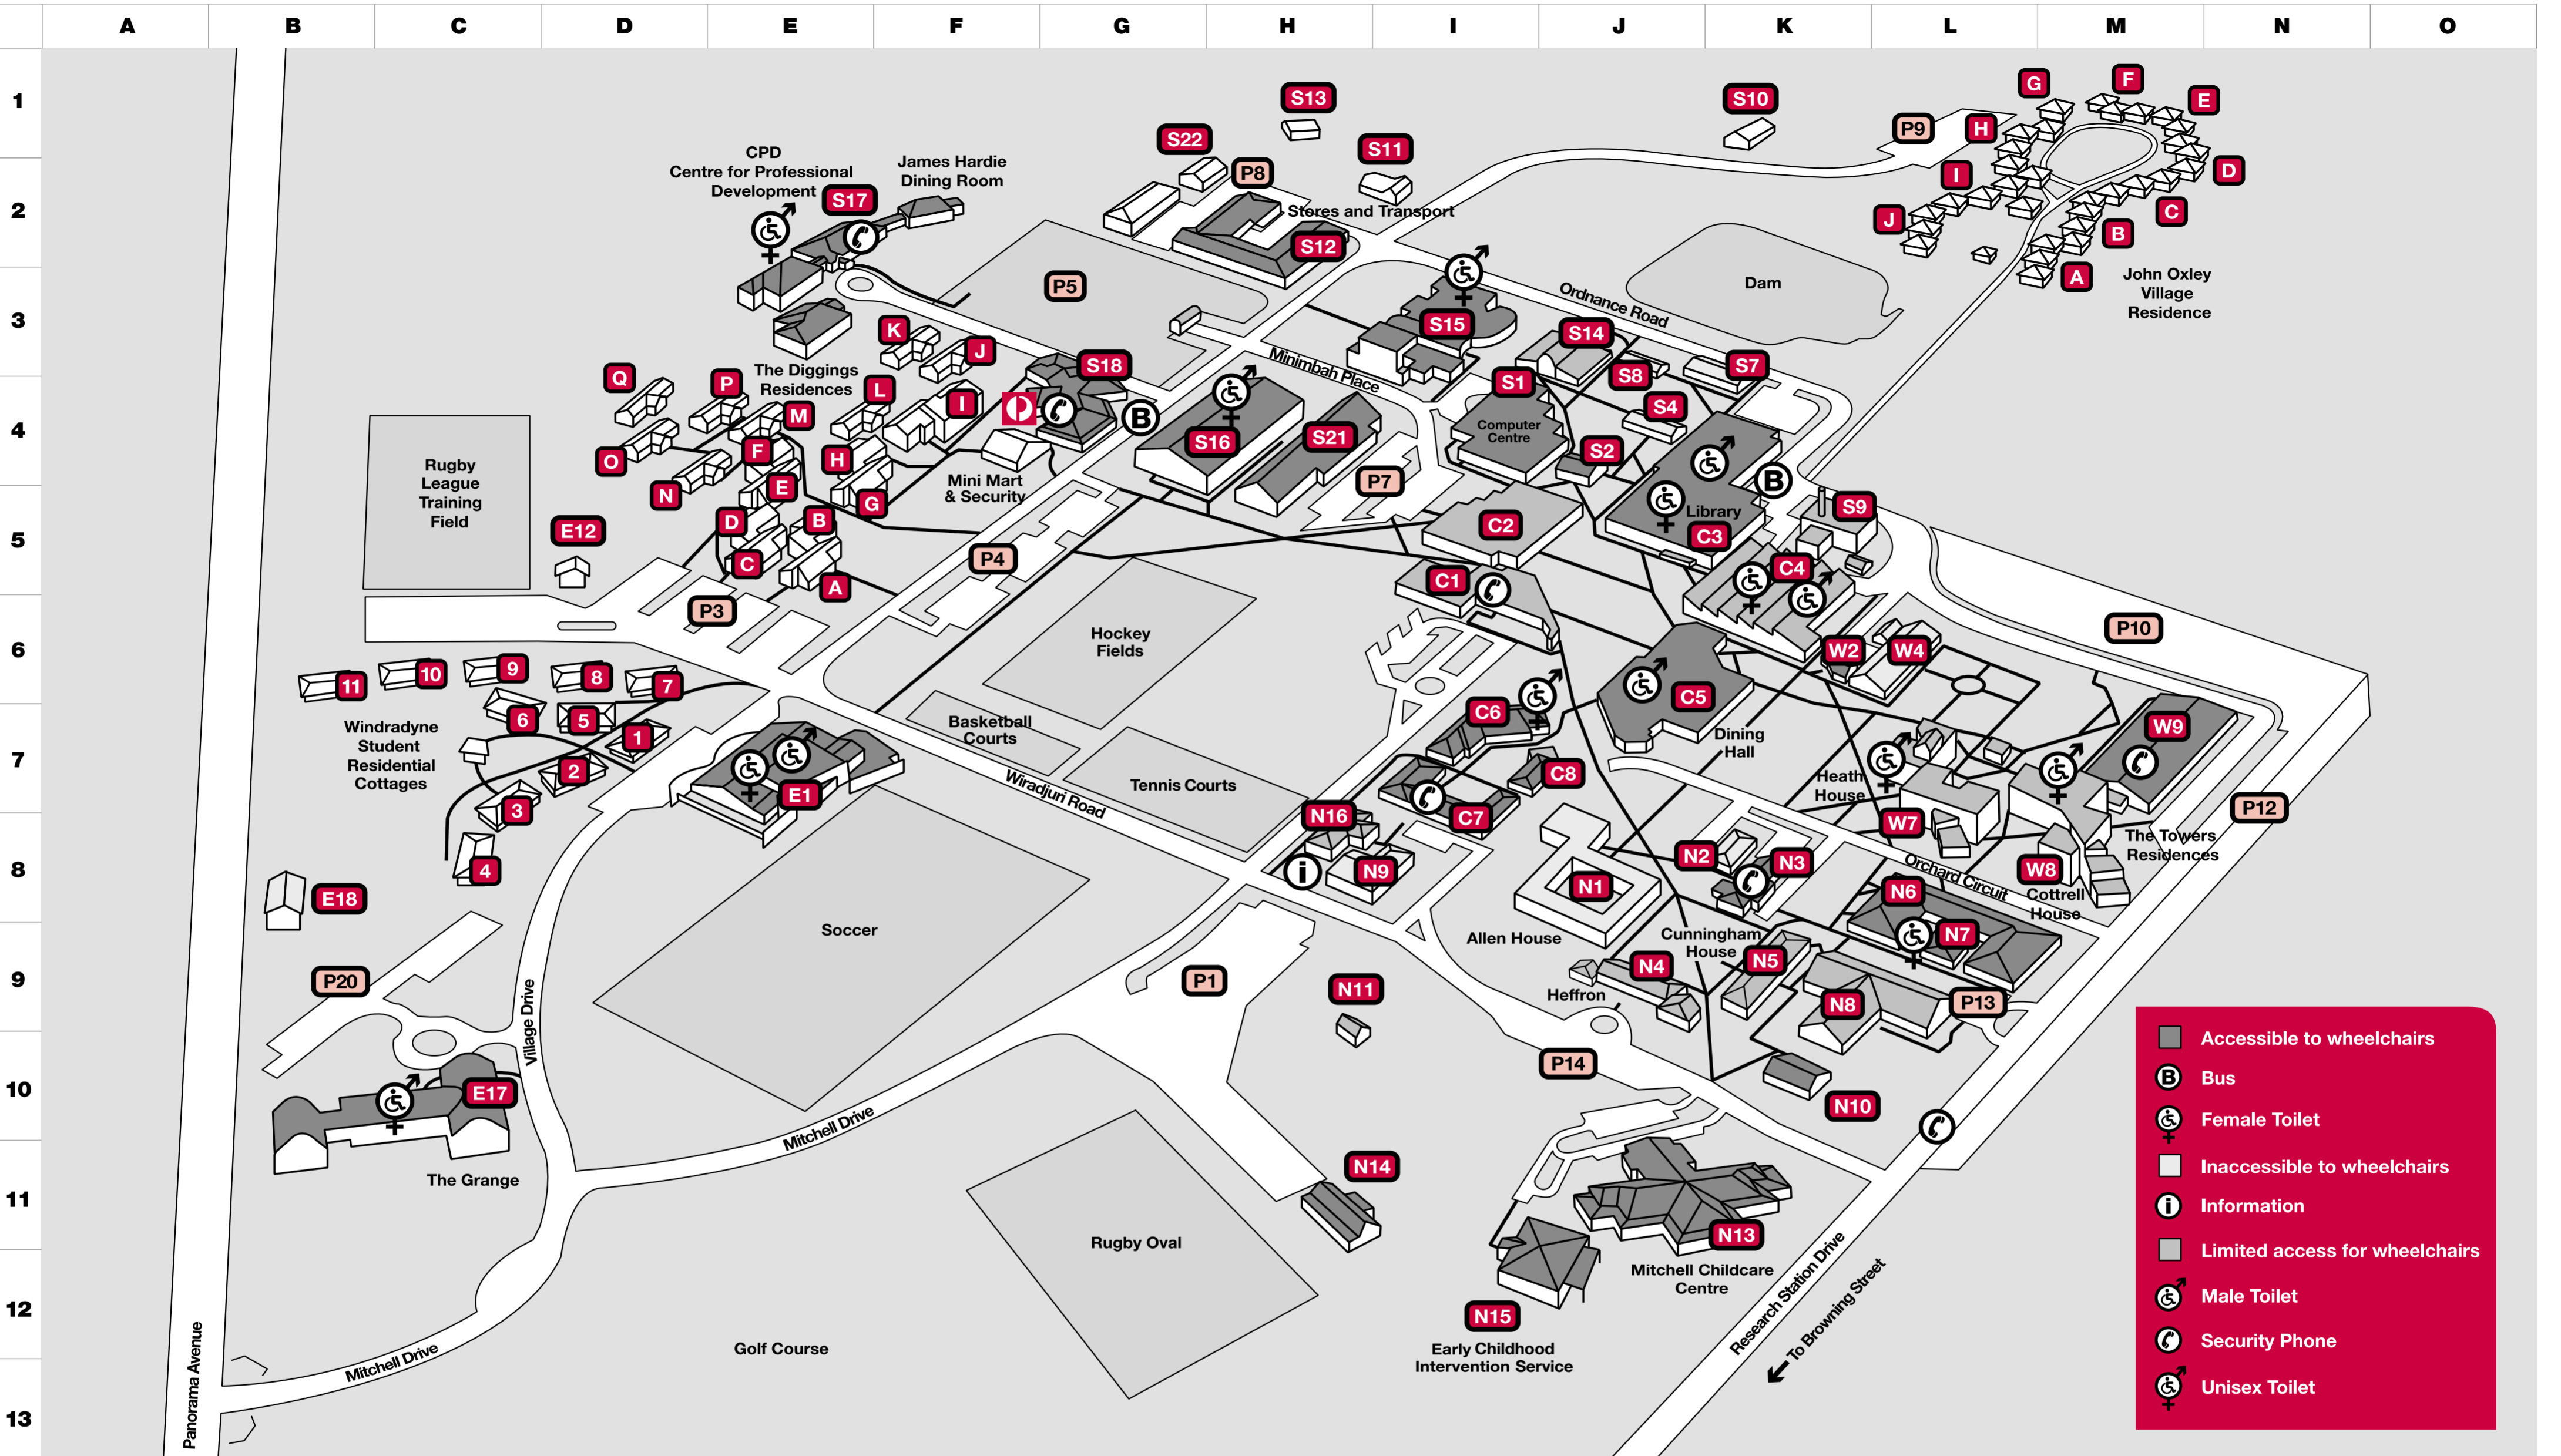 A B C D E F G H I J K L M N O
1
2
3
4
5
6
7
8
9
10
11
12
13
S13
S10
G
F
E
P9
H
S22
S11
D
I
P8
CPD
Centre for Professional
Development
James Hardie
Dining Room
S17
Stores and Transport
S12
J
C
B
A
John Oxley
Village
Residence
Dam
P5
Ordnance Road
S15
S14
S8
S7
Minimbah Place
K
J
S18
The Diggings
Residences
Q
P
M
L
I
B
S16
S21
S1
S4
Computer
Centre
S2
O
F
H
N
E
G
Mini Mart
& Security
P7
B
Library
C3
S9
Rugby
League
Training
Field
E12
D
B
C
A
P4
C2
C1
C4
P3
P10
Hockey
Fields
W2
W4
11
10
9
8
7
6
5
1
2
3
4
Windradyne
Student
Residential
Cottages
Basketball
Courts
C6
C5
Dining
Hall
W9
Wiradjuri Road
Tennis Courts
C8
Heath
House
E1
N16
C7
W7
P12
The Towers
Residences
E18
i
N9
N1
N2
N3
Orchard Circuit
W8
Cottrell
House
N6
N7
Soccer
Allen House
Cunningham
House
N5
N4
Heffron
N8
P13
P20
P1
N11
Village Drive
P14
E17
N10
The Grange
Mitchell Drive
N14
Rugby Oval
N13
Mitchell Childcare
Centre
N15
Early Childhood
Intervention Service
Research Station Drive
To Browning Street
Golf Course
Mitchell Drive
Panorama Avenue
Accessible to wheelchairs
B Bus
Female Toilet
Inaccessible to wheelchairs
i Information
Limited access for wheelchairs
Male Toilet
Security Phone
Unisex Toilet